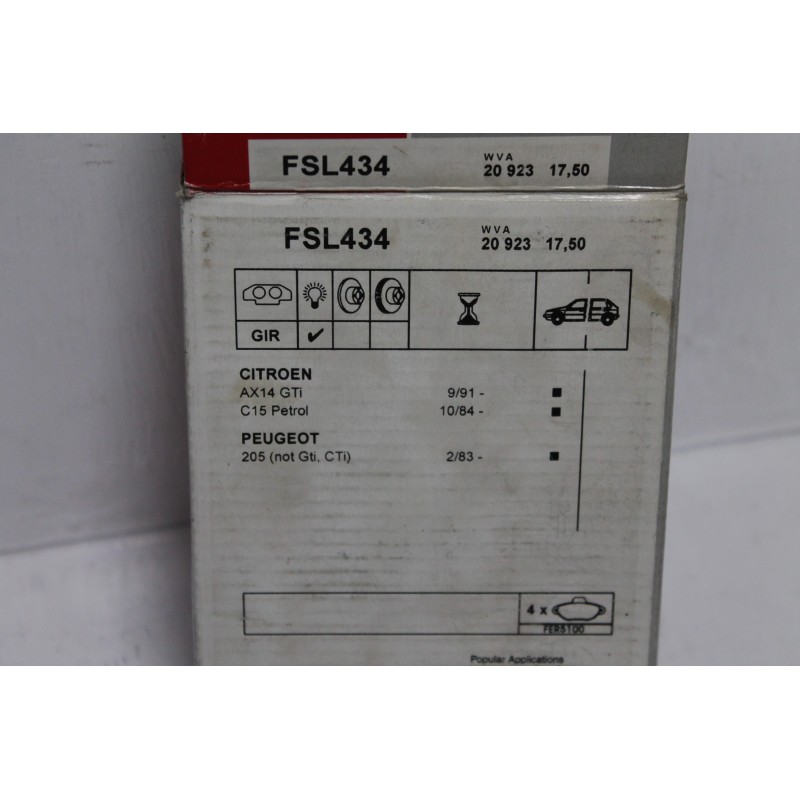 FSL434 WVA 20 923 17,50
FSL434 WVA 20 923 17,50
GIR ✔
CITROEN
AX14 GTi 9/91 - ■
C15 Petrol 10/84 - ■
PEUGEOT
205 (not Gti, CTi) 2/83 - ■
4 x
FER5100
Popular Applications